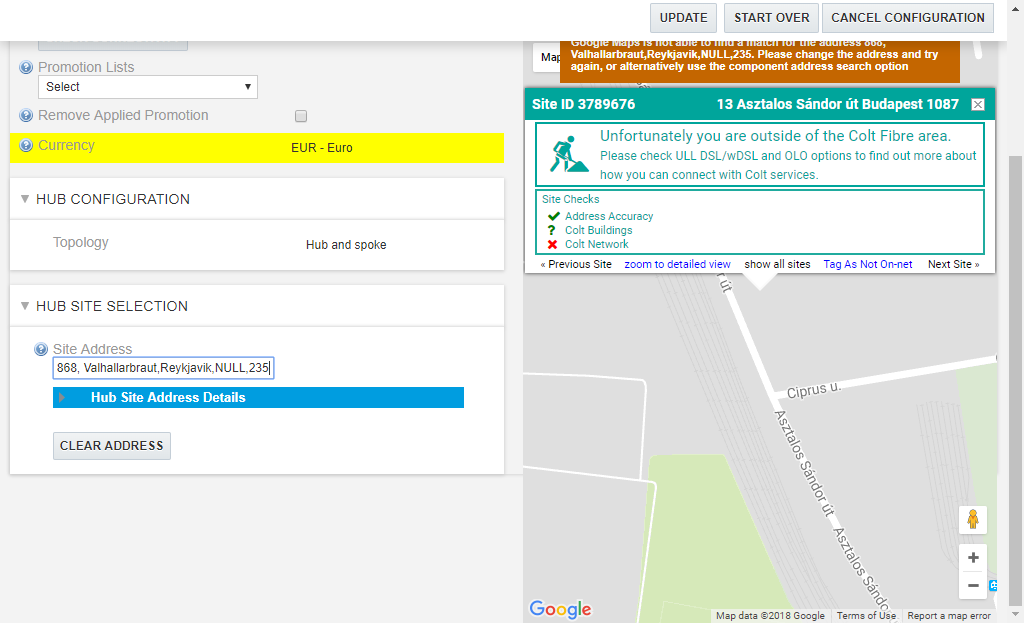 UPDATE
START OVER
CANCEL CONFIGURATION
Promotion Lists
Select
Remove Applied Promotion
Currency
EUR - Euro
HUB CONFIGURATION
Topology
Hub and spoke
HUB SITE SELECTION
Site Address
868, Valhallarbraut,Reykjavik,NULL,235
Hub Site Address Details
CLEAR ADDRESS
Map
Google Maps is not able to find a match for the address 868,
Valhallarbraut,Reykjavik,NULL,235. Please change the address and try
again, or alternatively use the component address search option
Site ID 3789676
13 Asztalos Sándor út Budapest 1087
Unfortunately you are outside of the Colt Fibre area.
Please check ULL DSL/wDSL and OLO options to find out more about
how you can connect with Colt services.
Site Checks
Address Accuracy
? Colt Buildings
Colt Network
« Previous Site
zoom to detailed view
show all sites
Tag As Not On-net
Next Site »
út
Ciprus u.
Asztalos Sándor út
Asztalos Sándo
Google
Map data ©2018 Google
Terms of Use
Report a map error